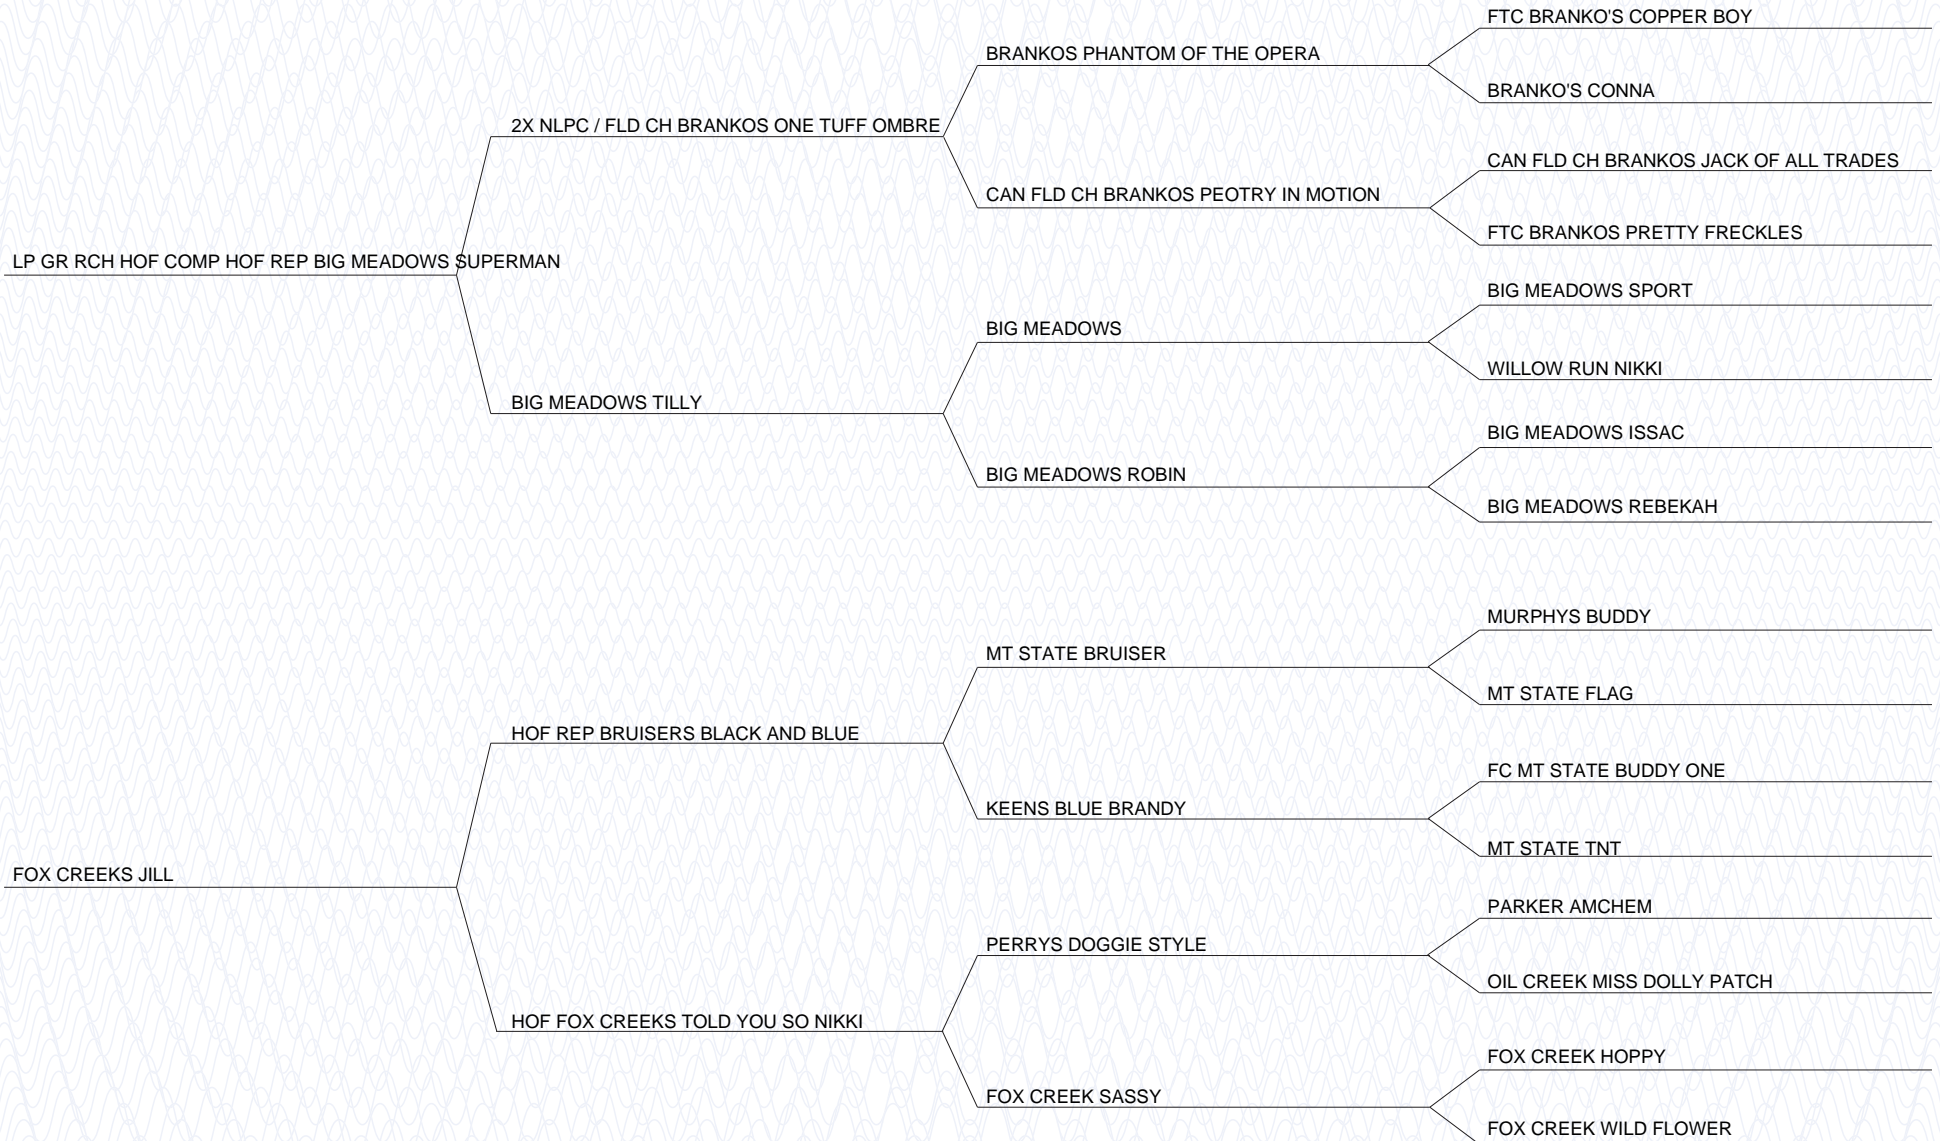 FTC BRANKO'S COPPER BOY
BRANKOS PHANTOM OF THE OPERA
BRANKO'S CONNA
2X NLPC / FLD CH BRANKOS ONE TUFF OMBRE
CAN FLD CH BRANKOS JACK OF ALL TRADES
CAN FLD CH BRANKOS PEOTRY IN MOTION
FTC BRANKOS PRETTY FRECKLES
LP GR RCH HOF COMP HOF REP BIG MEADOWS SUPERMAN
BIG MEADOWS SPORT
BIG MEADOWS
WILLOW RUN NIKKI
BIG MEADOWS TILLY
BIG MEADOWS ISSAC
BIG MEADOWS ROBIN
BIG MEADOWS REBEKAH
MURPHYS BUDDY
MT STATE BRUISER
MT STATE FLAG
HOF REP BRUISERS BLACK AND BLUE
FC MT STATE BUDDY ONE
KEENS BLUE BRANDY
MT STATE TNT
FOX CREEKS JILL
PARKER AMCHEM
PERRYS DOGGIE STYLE
OIL CREEK MISS DOLLY PATCH
HOF FOX CREEKS TOLD YOU SO NIKKI
FOX CREEK HOPPY
FOX CREEK SASSY
FOX CREEK WILD FLOWER